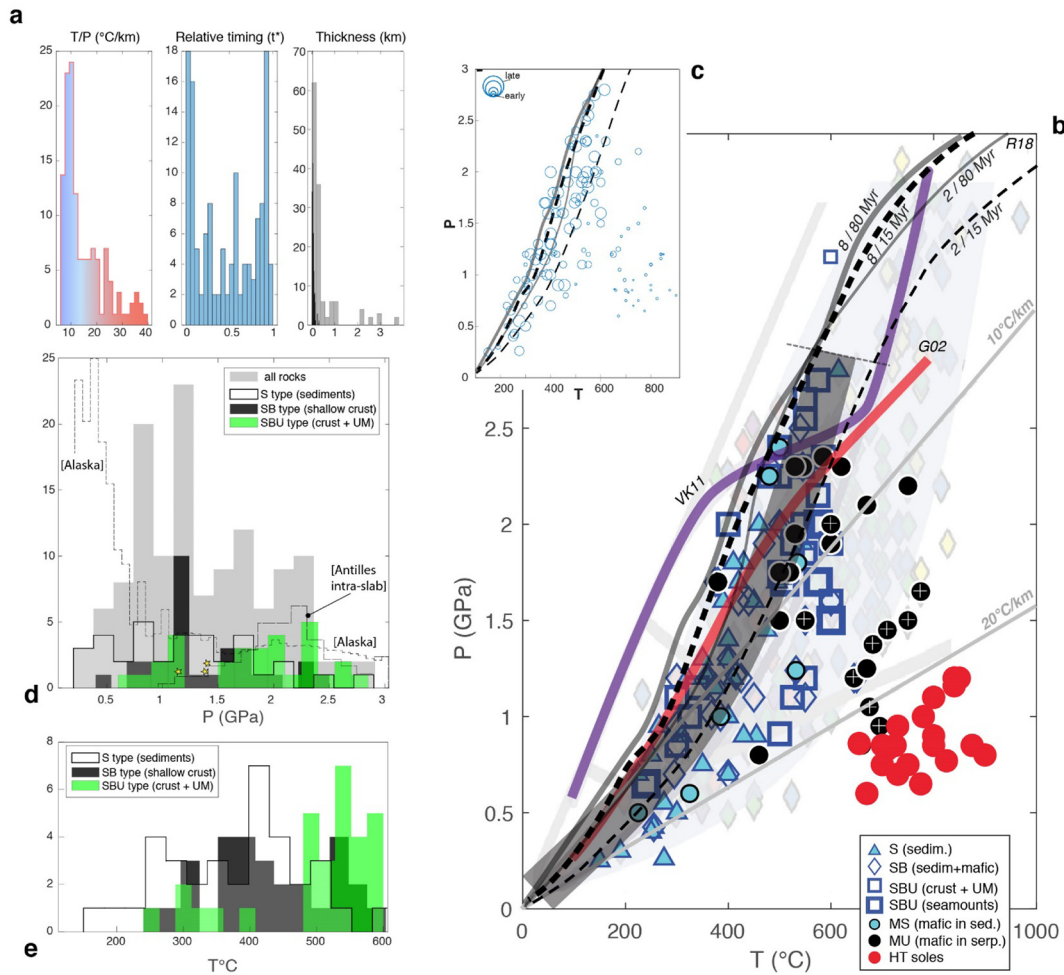 a
T/P (°C/km)
Relative timing (t*)
Thickness (km)
25
20
15
10
5
0
10 20 30 40
18
16
14
12
10
8
6
4
2
0
0 0.5 1
70
60
50
40
30
20
10
0
0 1 2 3
c
late
early
3
2.5
2
1.5
1
0.5
0
P
200 400 600 800
T
b
R18
8 / 80 Myr
8 / 15 Myr
2 / 80 Myr
2 / 15 Myr
10°C/km
G02
VK11
20°C/km
2.5
2
1.5
1
0.5
0
P (GPa)
0 200 400 600 800 1000
T (°C)
S (sedim.)
SB (sedim+mafic)
SBU (crust + UM)
SBU (seamounts)
MS (mafic in sed.)
MU (mafic in serp.)
HT soles
25
20
15
10
5
0
all rocks
S type (sediments)
SB type (shallow crust)
SBU type (crust + UM)
[Alaska]
[Antilles
intra-slab]
[Alaska]
0.5 1 1.5 2 2.5 3
d
P (GPa)
8
6
4
2
0
S type (sediments)
SB type (shallow crust)
SBU type (crust + UM)
200 300 400 500 600
e
T°C